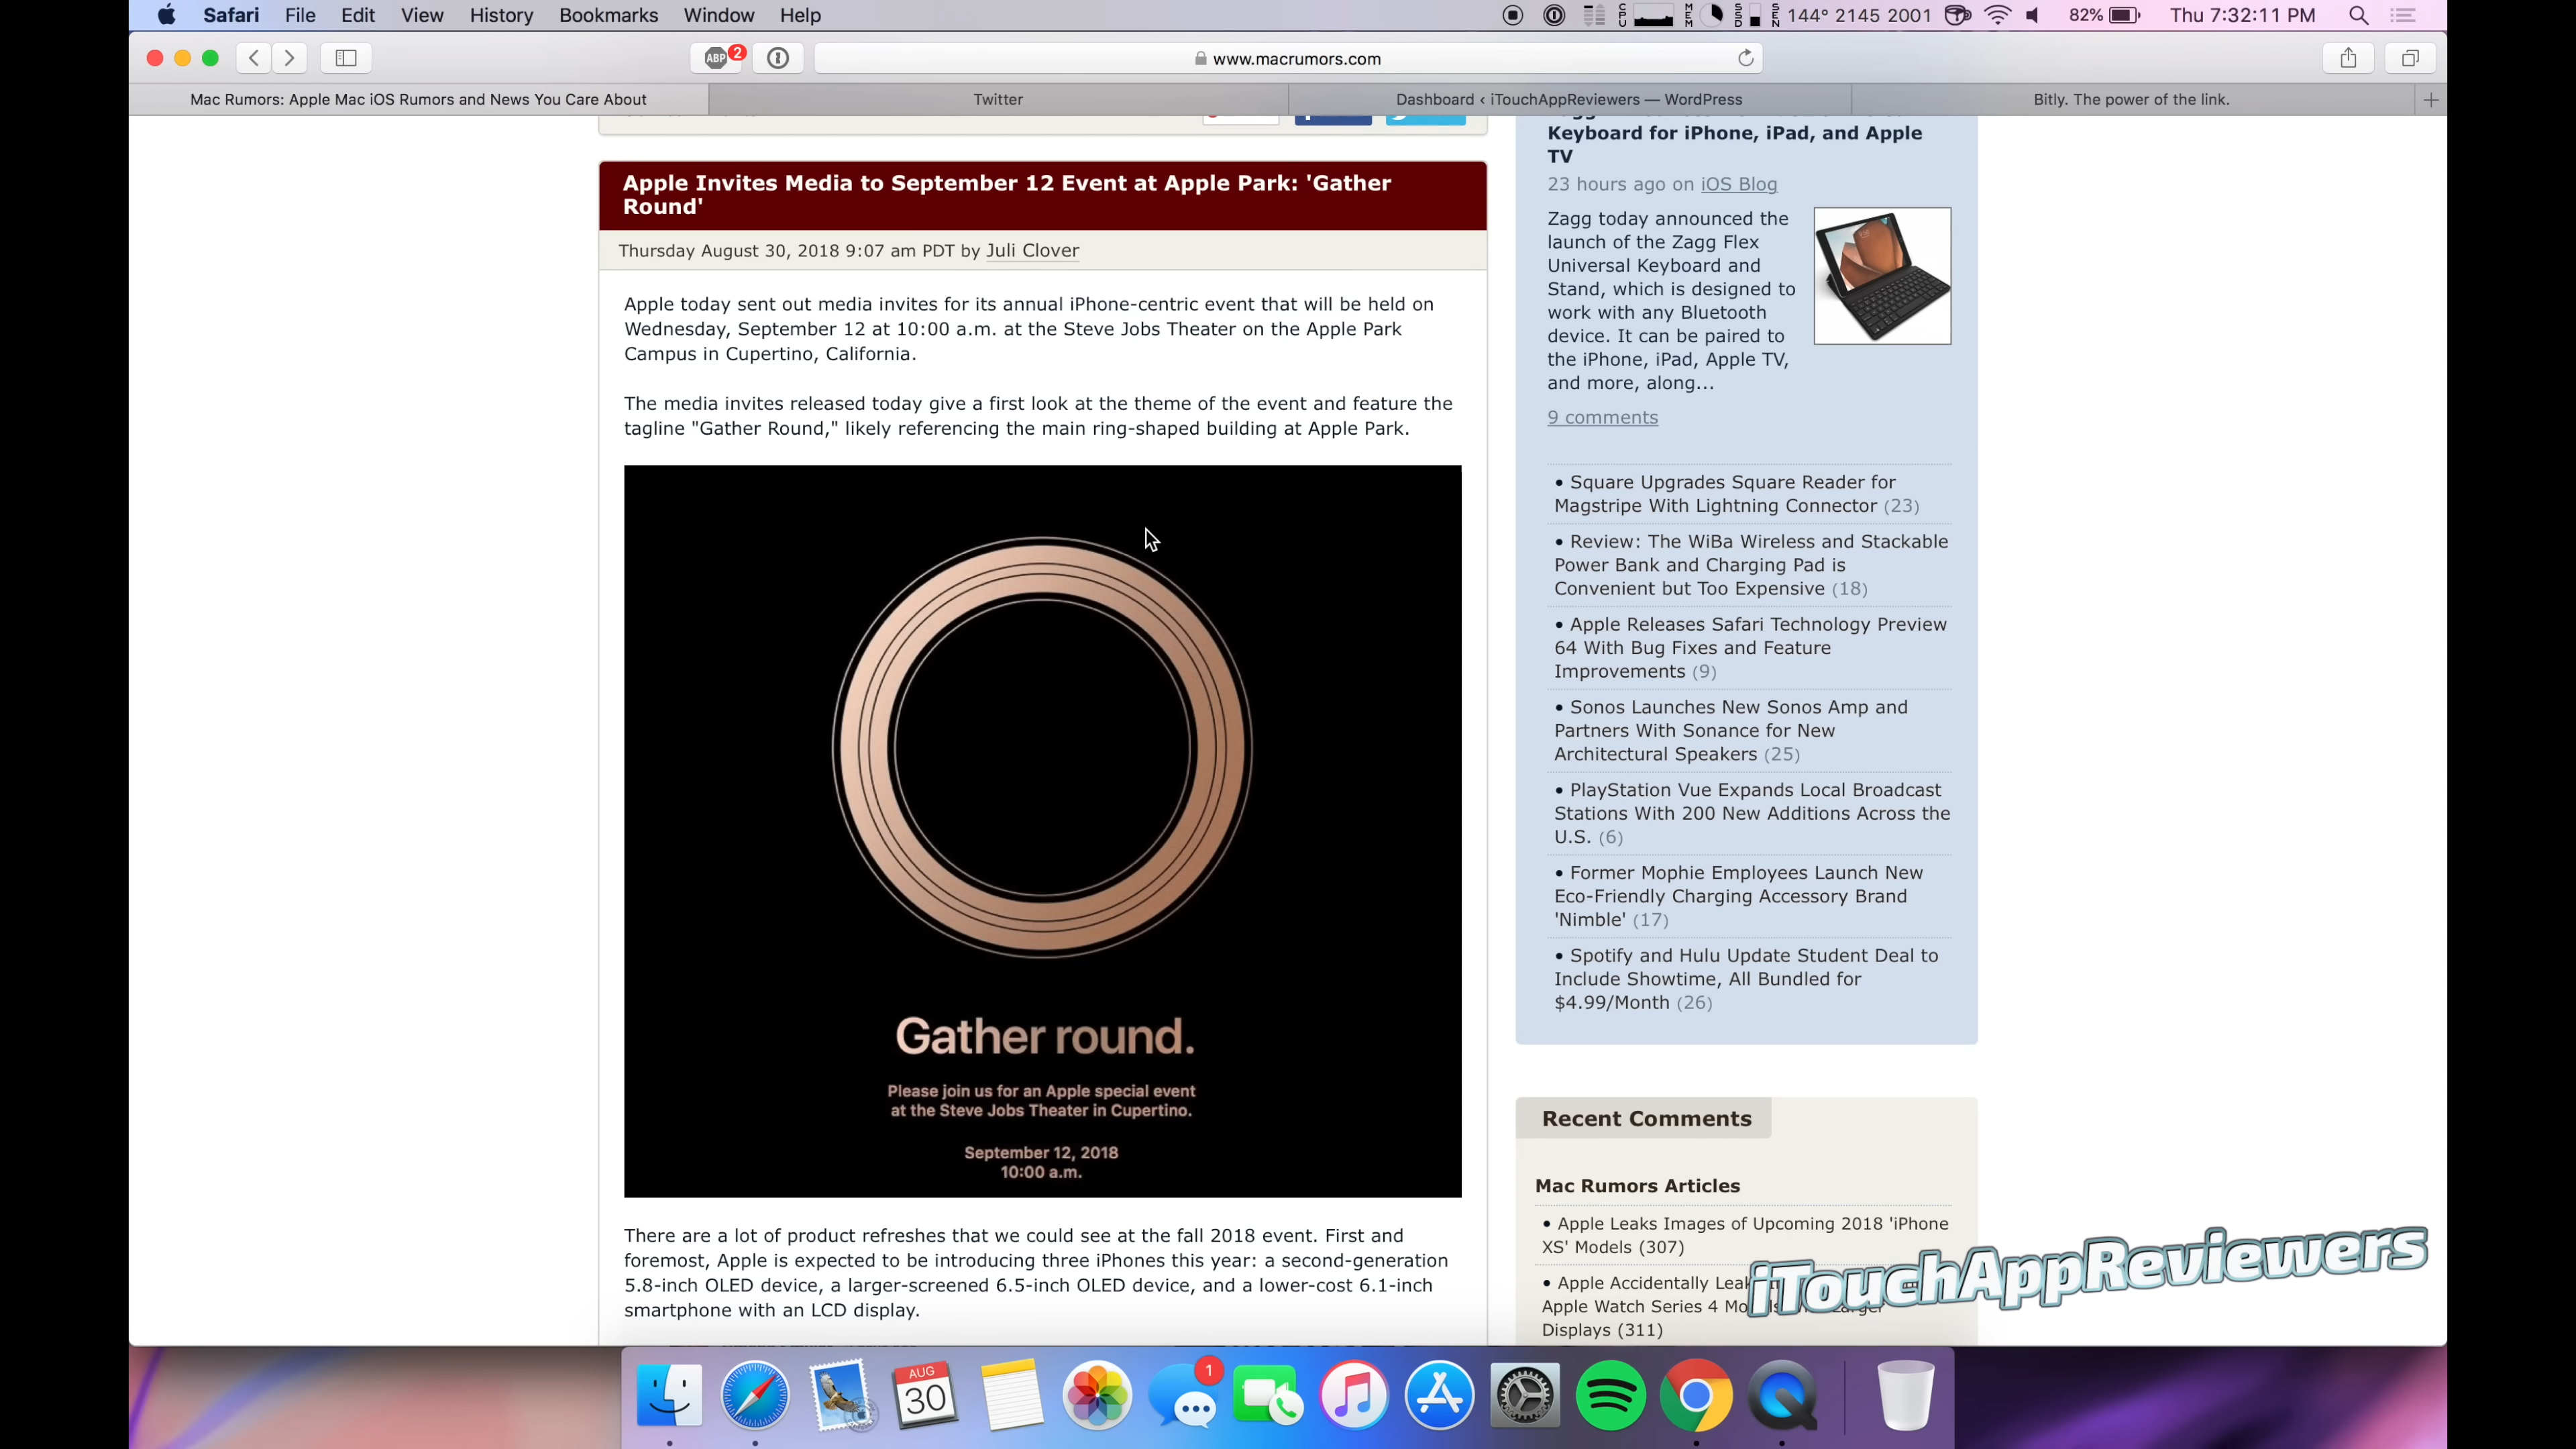 Safari File Edit View History Bookmarks Window Help
CPU MEM SSD SEN 144° 2145 2001 82% Thu 7:32:11 PM
ABP 2 www.macrumors.com
Mac Rumors: Apple Mac iOS Rumors and News You Care About
Twitter
Dashboard ‹ iTouchAppReviewers — WordPress
Bitly. The power of the link.
Apple Invites Media to September 12 Event at Apple Park: 'Gather
Round'
Thursday August 30, 2018 9:07 am PDT by Juli Clover
Apple today sent out media invites for its annual iPhone-centric event that will be held on
Wednesday, September 12 at 10:00 a.m. at the Steve Jobs Theater on the Apple Park
Campus in Cupertino, California.
The media invites released today give a first look at the theme of the event and feature the
tagline "Gather Round," likely referencing the main ring-shaped building at Apple Park.
Gather round.
Please join us for an Apple special event
at the Steve Jobs Theater in Cupertino.
September 12, 2018
10:00 a.m.
There are a lot of product refreshes that we could see at the fall 2018 event. First and
foremost, Apple is expected to be introducing three iPhones this year: a second-generation
5.8-inch OLED device, a larger-screened 6.5-inch OLED device, and a lower-cost 6.1-inch
smartphone with an LCD display.
Keyboard for iPhone, iPad, and Apple
TV
23 hours ago on iOS Blog
Zagg today announced the
launch of the Zagg Flex
Universal Keyboard and
Stand, which is designed to
work with any Bluetooth
device. It can be paired to
the iPhone, iPad, Apple TV,
and more, along...
9 comments
• Square Upgrades Square Reader for
Magstripe With Lightning Connector (23)
• Review: The WiBa Wireless and Stackable
Power Bank and Charging Pad is
Convenient but Too Expensive (18)
• Apple Releases Safari Technology Preview
64 With Bug Fixes and Feature
Improvements (9)
• Sonos Launches New Sonos Amp and
Partners With Sonance for New
Architectural Speakers (25)
• PlayStation Vue Expands Local Broadcast
Stations With 200 New Additions Across the
U.S. (6)
• Former Mophie Employees Launch New
Eco-Friendly Charging Accessory Brand
'Nimble' (17)
• Spotify and Hulu Update Student Deal to
Include Showtime, All Bundled for
$4.99/Month (26)
Recent Comments
Mac Rumors Articles
• Apple Leaks Images of Upcoming 2018 'iPhone
XS' Models (307)
• Apple Accidentally
Apple Watch Series 4
Displays (311)
iTouchAppReviewers
AUG
30
1